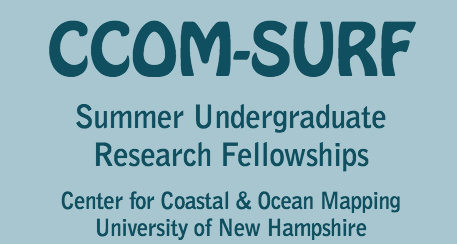 CCOM-SURF
Summer Undergraduate
Research Fellowships
Center for Coastal & Ocean Mapping
University of New Hampshire